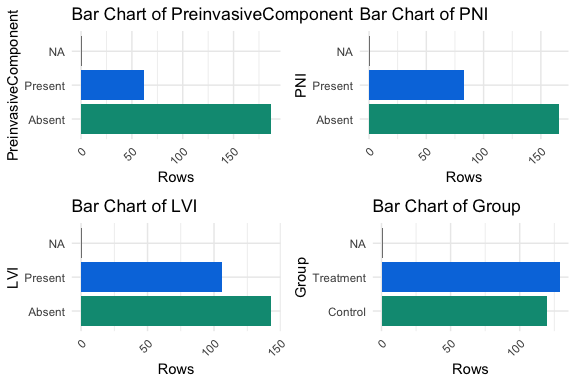 Bar Chart of PreinvasiveComponent
PreinvasiveComponent
NA
Present
Absent
0
50
100
150
Rows
Bar Chart of PNI
PNI
NA
Present
Absent
0
50
100
150
Rows
Bar Chart of LVI
LVI
NA
Present
Absent
0
50
100
150
Rows
Bar Chart of Group
Group
NA
Treatment
Control
0
50
100
Rows